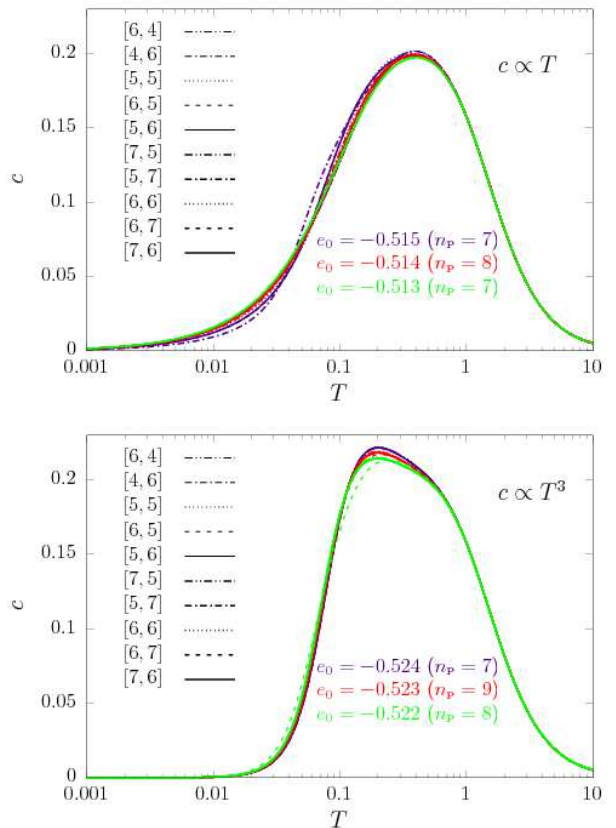 c ∝ T
[6, 4]
[4, 6]
[5, 5]
[6, 5]
[5, 6]
[7, 5]
[5, 7]
[6, 6]
[6, 7]
[7, 6]
e₀ = −0.515 (nₚ = 7)
e₀ = −0.514 (nₚ = 8)
e₀ = −0.513 (nₚ = 7)
c
0.2
0.15
0.1
0.05
0
0.001 0.01 0.1 1 10
T
c ∝ T³
[6, 4]
[4, 6]
[5, 5]
[6, 5]
[5, 6]
[7, 5]
[5, 7]
[6, 6]
[6, 7]
[7, 6]
e₀ = −0.524 (nₚ = 7)
e₀ = −0.523 (nₚ = 9)
e₀ = −0.522 (nₚ = 8)
c
0.2
0.15
0.1
0.05
0
0.001 0.01 0.1 1 10
T